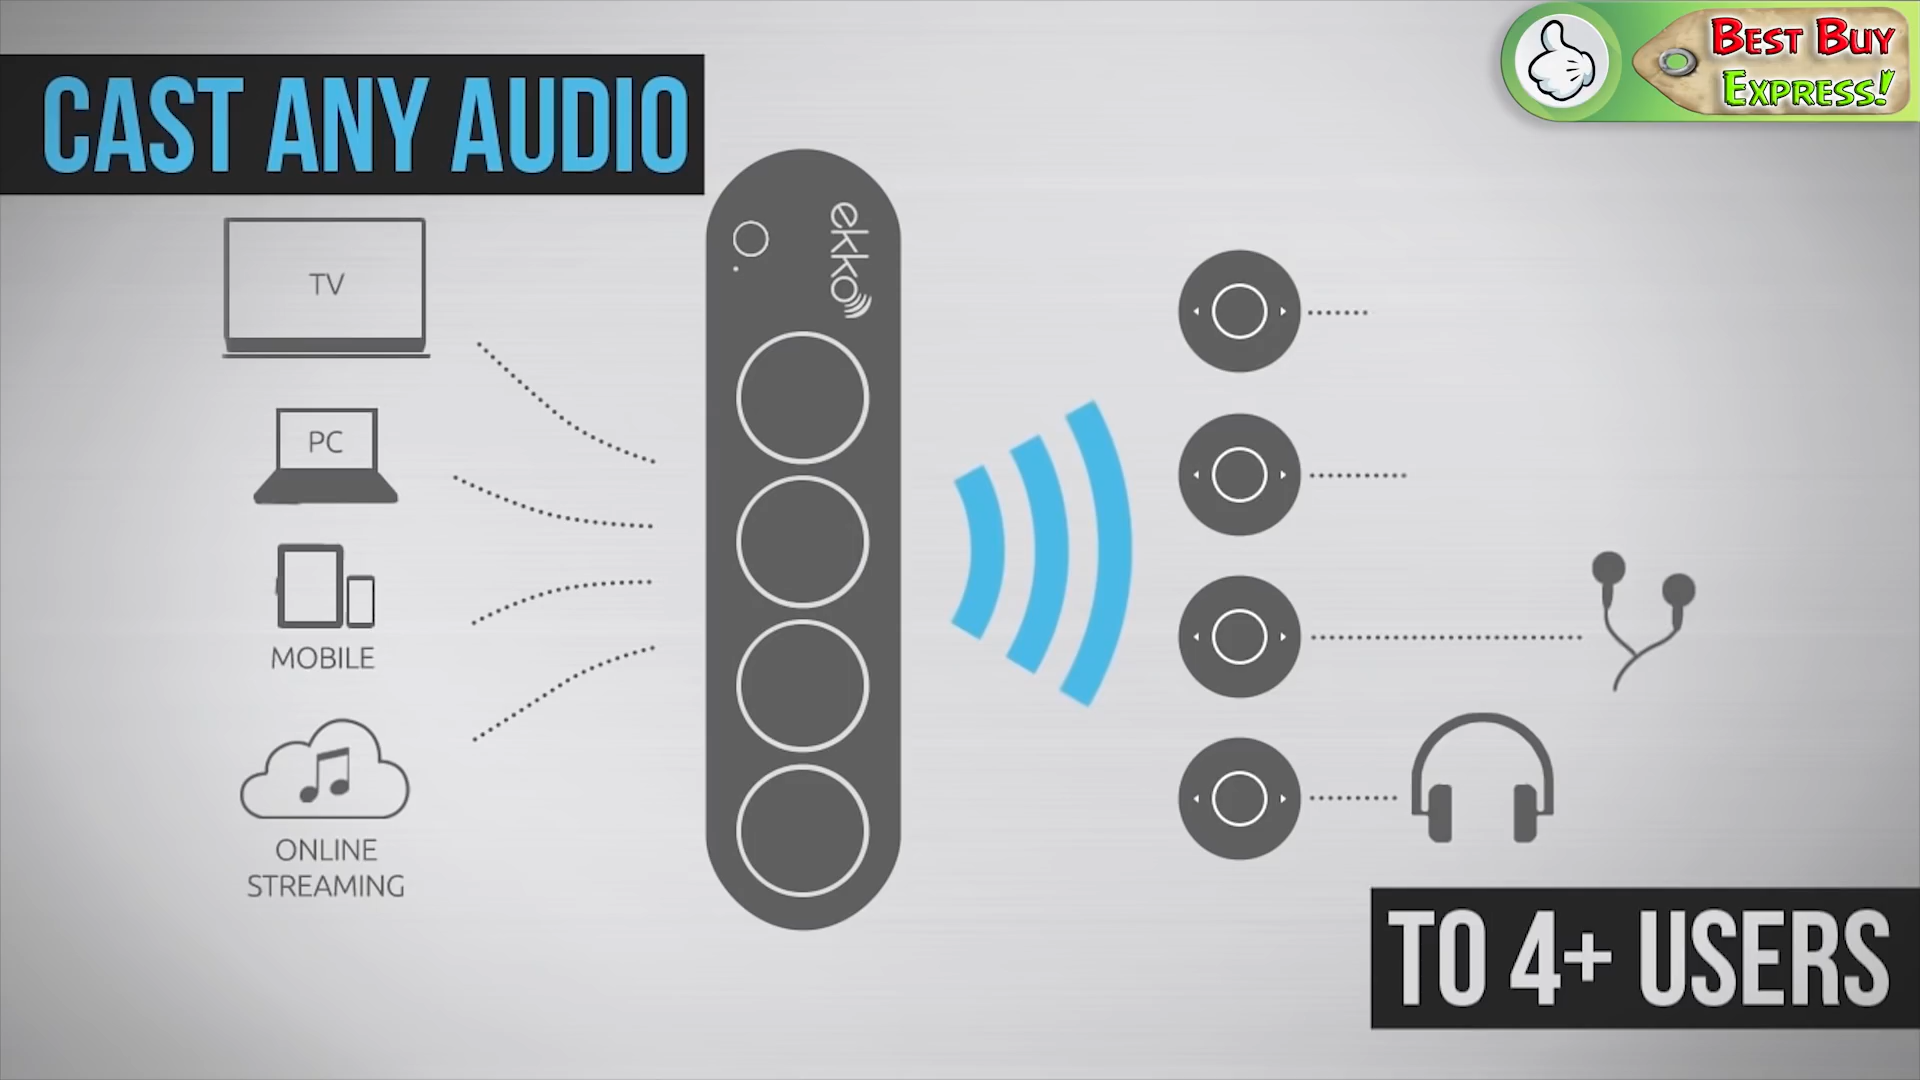 CAST ANY AUDIO
BEST BUY
EXPRESS!
ekko
TV
PC
MOBILE
ONLINE
STREAMING
TO 4+ USERS